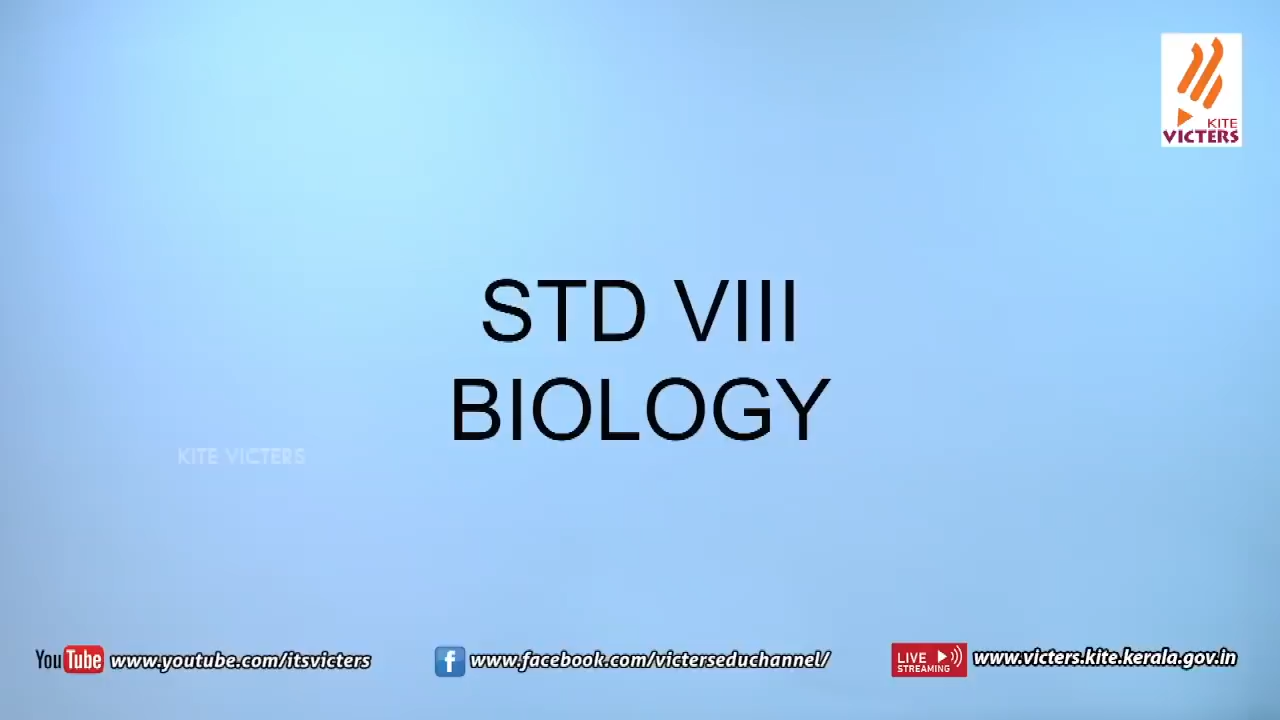 KITE
VICTERS
STD VIII
BIOLOGY
KITE VICTERS
YouTube www.youtube.com/itsvicters
f www.facebook.com/victerseduchannel/
LIVE
STREAMING
www.victers.kite.kerala.gov.in